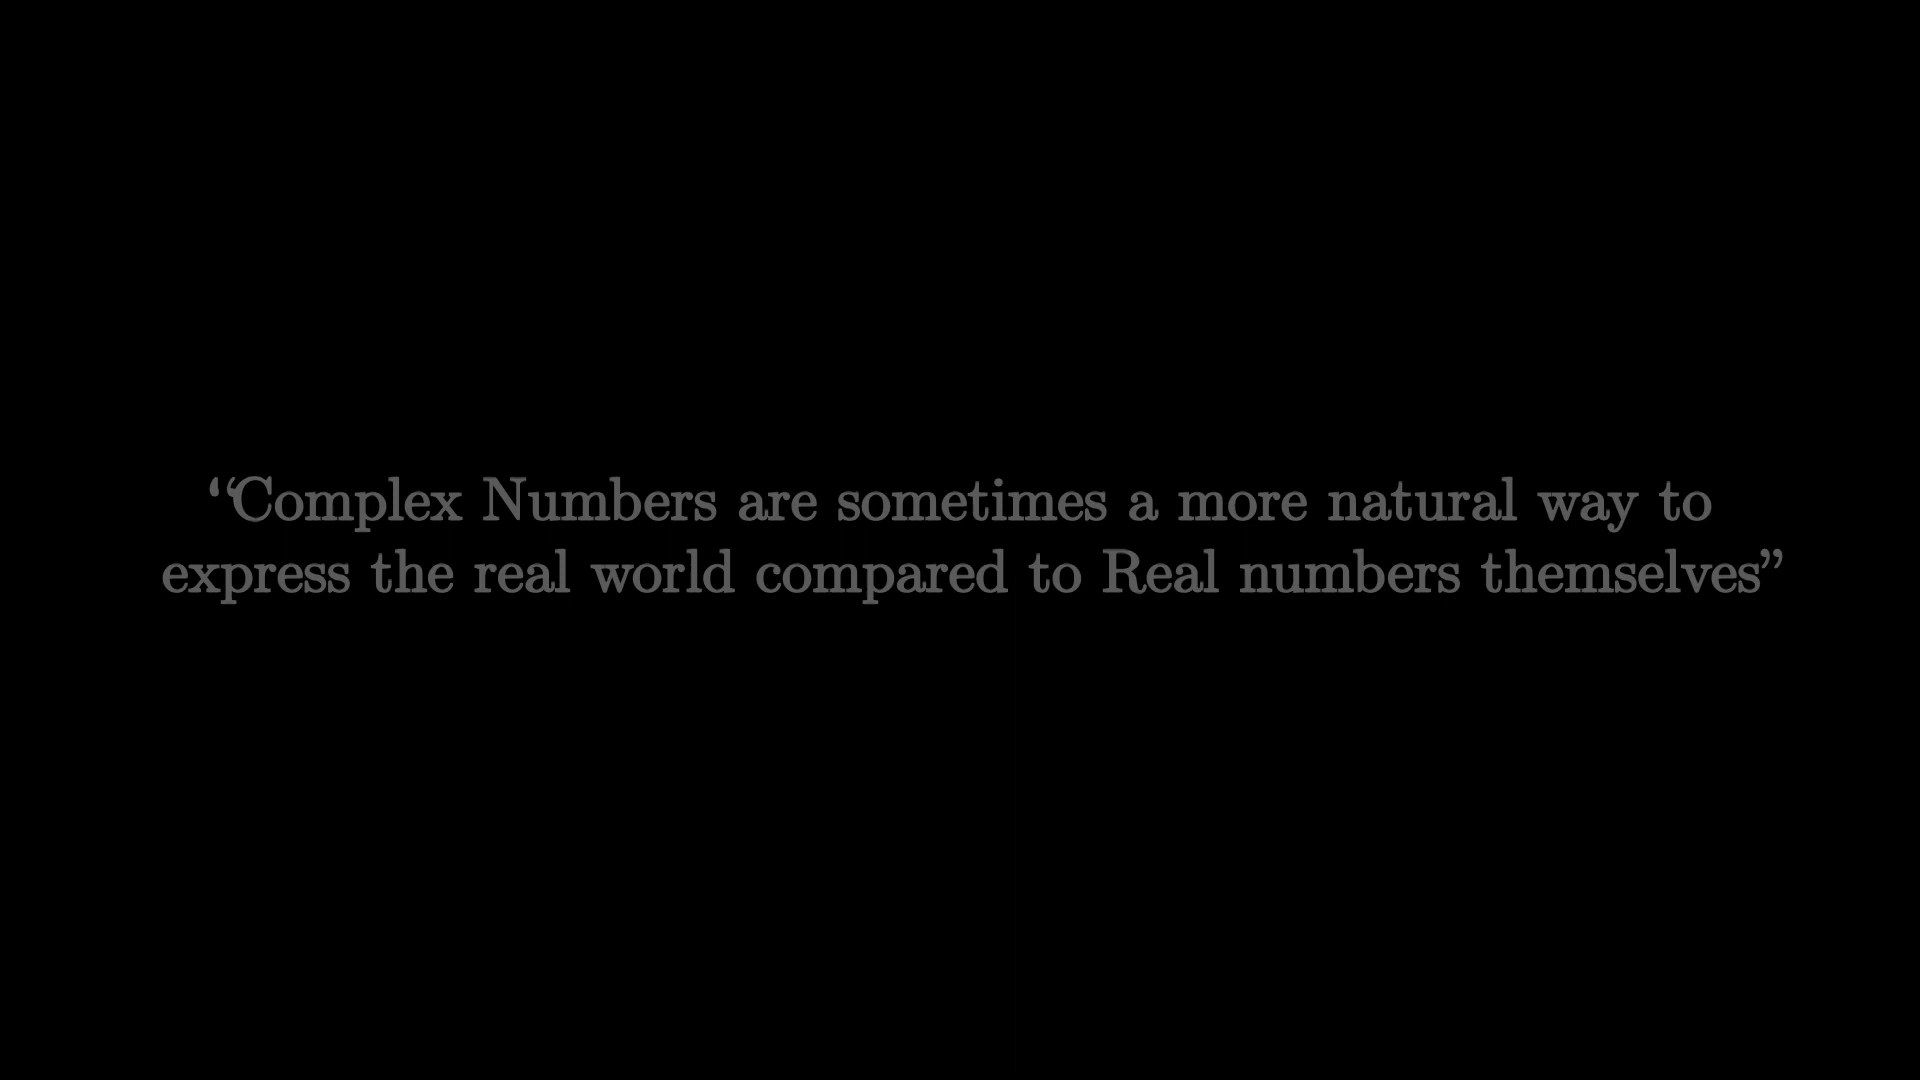 “Complex Numbers are sometimes a more natural way to
express the real world compared to Real numbers themselves”